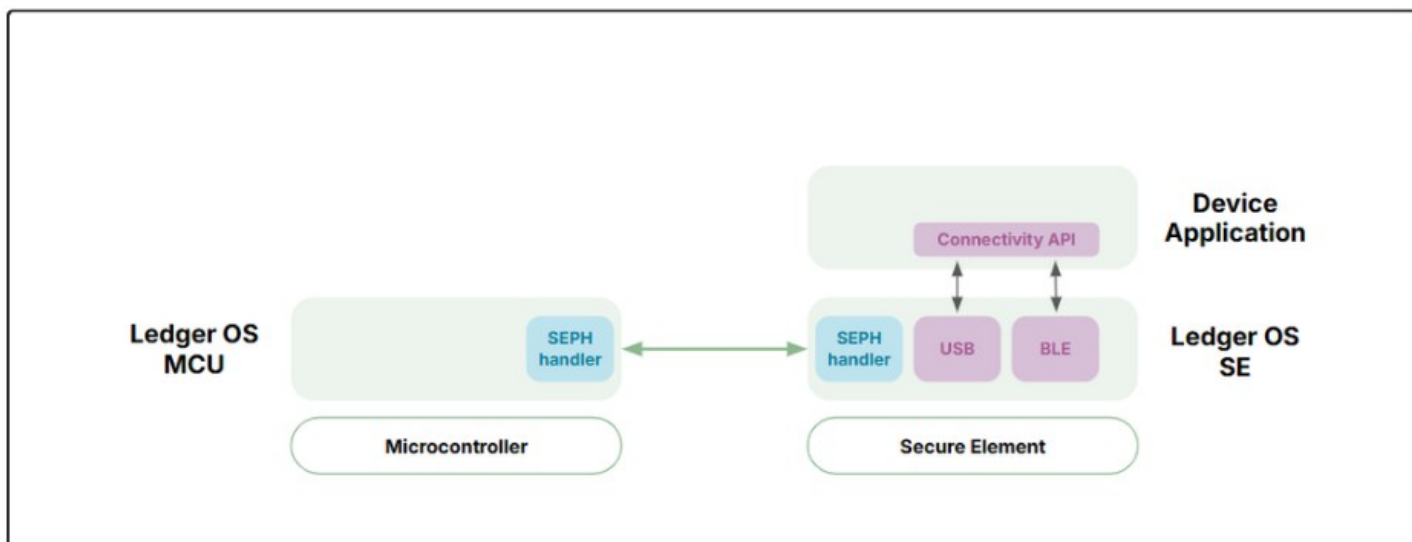 Device
Application
Connectivity API
Ledger OS
MCU
SEPH
handler
SEPH
handler
USB
BLE
Ledger OS
SE
Microcontroller
Secure Element